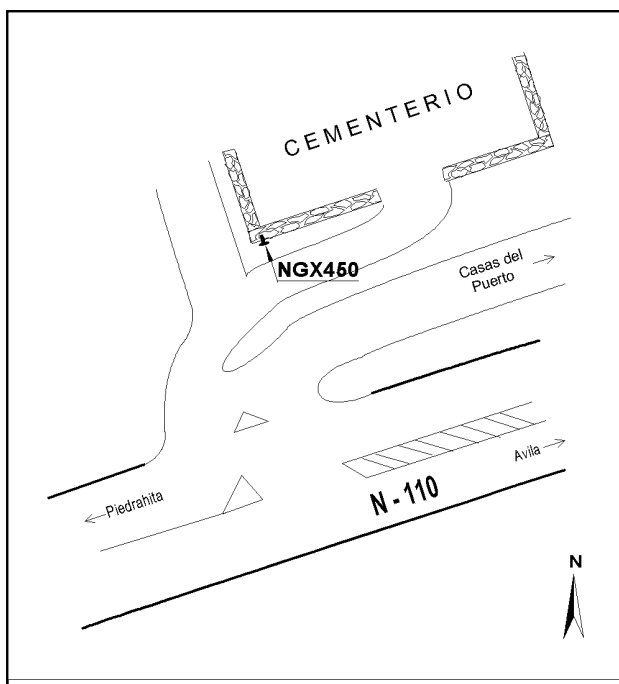 CEMENTERIO
NGX450
Casas del
Puerto
Avila
Piedrahita
N - 110
N